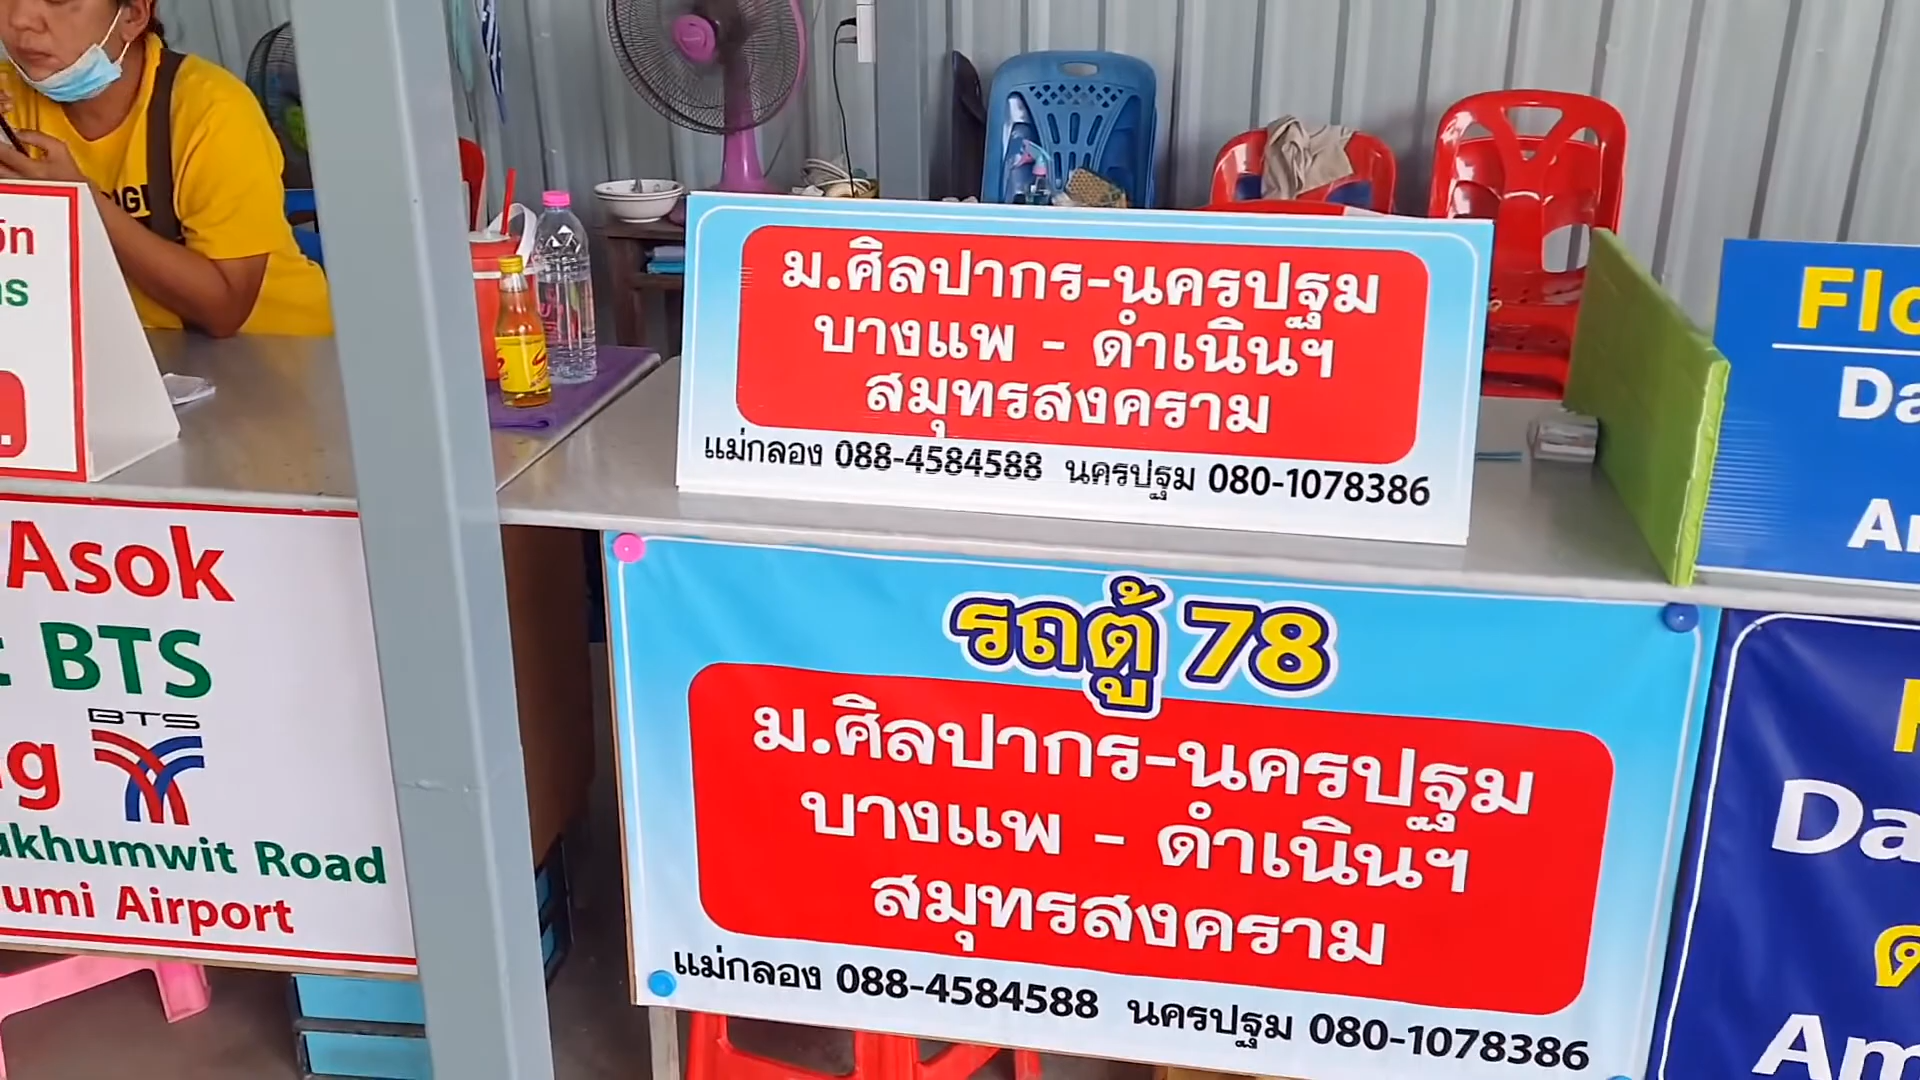 Asok
BTS
BTS
Road
Airport
ม.ศิลปากร-นครปฐม
บางแพ - ดำเนินฯ
สมุทรสงคราม
แม่กลอง 088-4584588 นครปฐม 080-1078386
รถตู้ 78
ม.ศิลปากร-นครปฐม
บางแพ - ดำเนินฯ
สมุทรสงคราม
แม่กลอง 088-4584588 นครปฐม 080-1078386